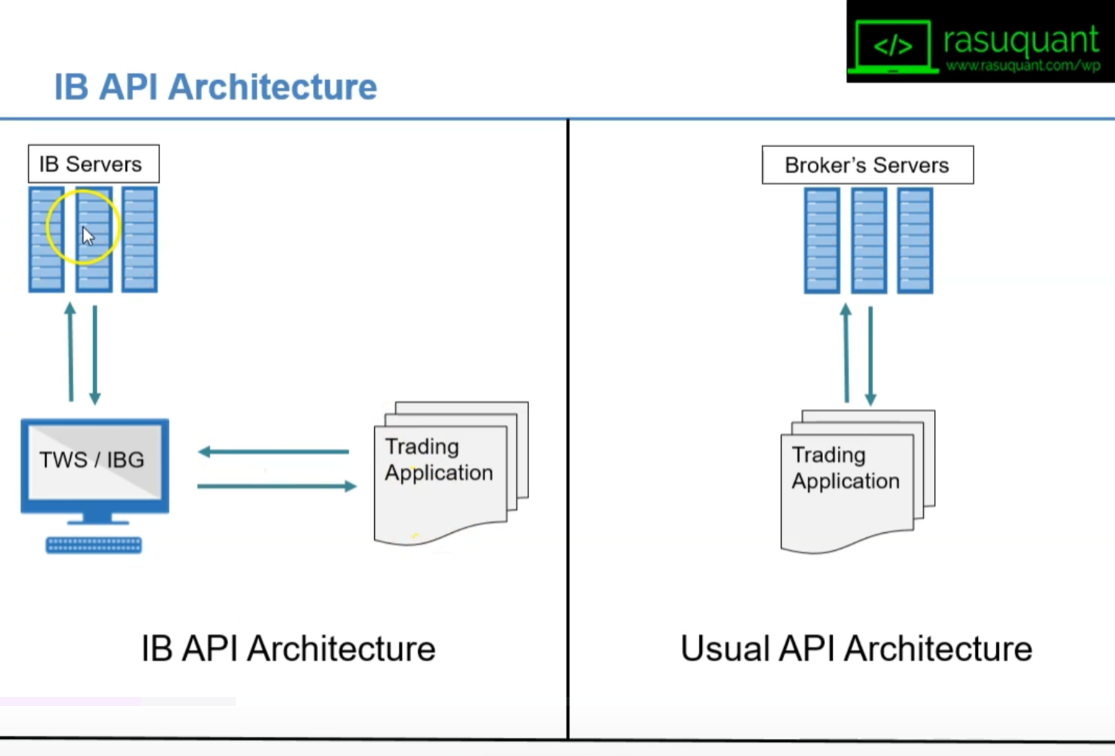 </> rasuquant
www.rasuquant.com/wp
IB API Architecture
IB Servers
TWS / IBG
Trading
Application
IB API Architecture
Broker's Servers
Trading
Application
Usual API Architecture